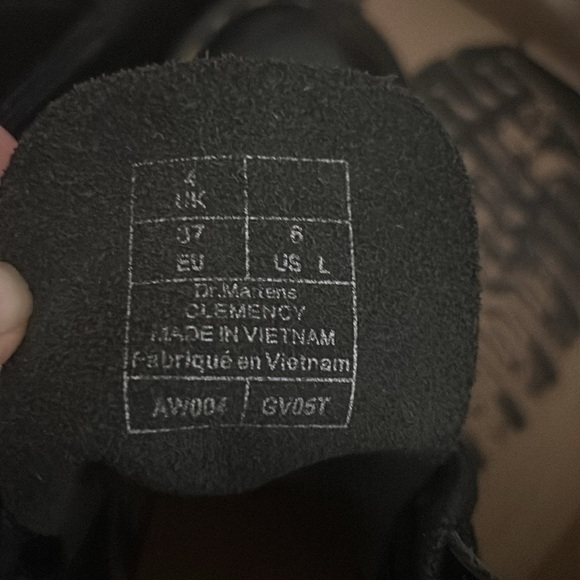 4
UK
37 6
EU US L
Dr.Martens
CLEMENCY
MADE IN VIETNAM
Fabriqué en Vietnam
AW004 GV05T